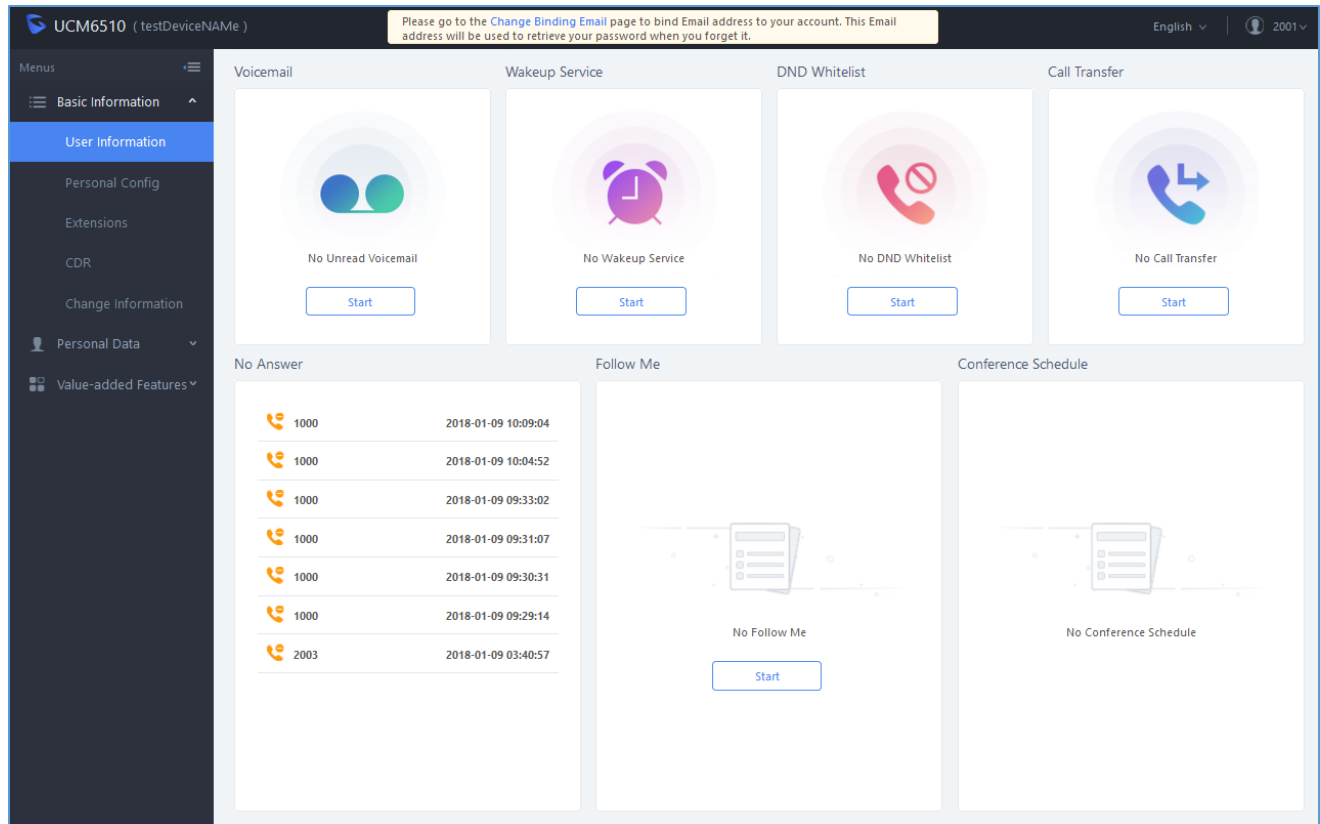 UCM6510 ( testDeviceNAMe )
Please go to the Change Binding Email page to bind Email address to your account. This Email
address will be used to retrieve your password when you forget it.
English
2001
Menus
Basic Information
User Information
Personal Config
Extensions
CDR
Change Information
Personal Data
Value-added Features
Voicemail
No Unread Voicemail
Start
Wakeup Service
No Wakeup Service
Start
DND Whitelist
No DND Whitelist
Start
Call Transfer
No Call Transfer
Start
No Answer
1000 2018-01-09 10:09:04
1000 2018-01-09 10:04:52
1000 2018-01-09 09:33:02
1000 2018-01-09 09:31:07
1000 2018-01-09 09:30:31
1000 2018-01-09 09:29:14
2003 2018-01-09 03:40:57
Follow Me
No Follow Me
Start
Conference Schedule
No Conference Schedule